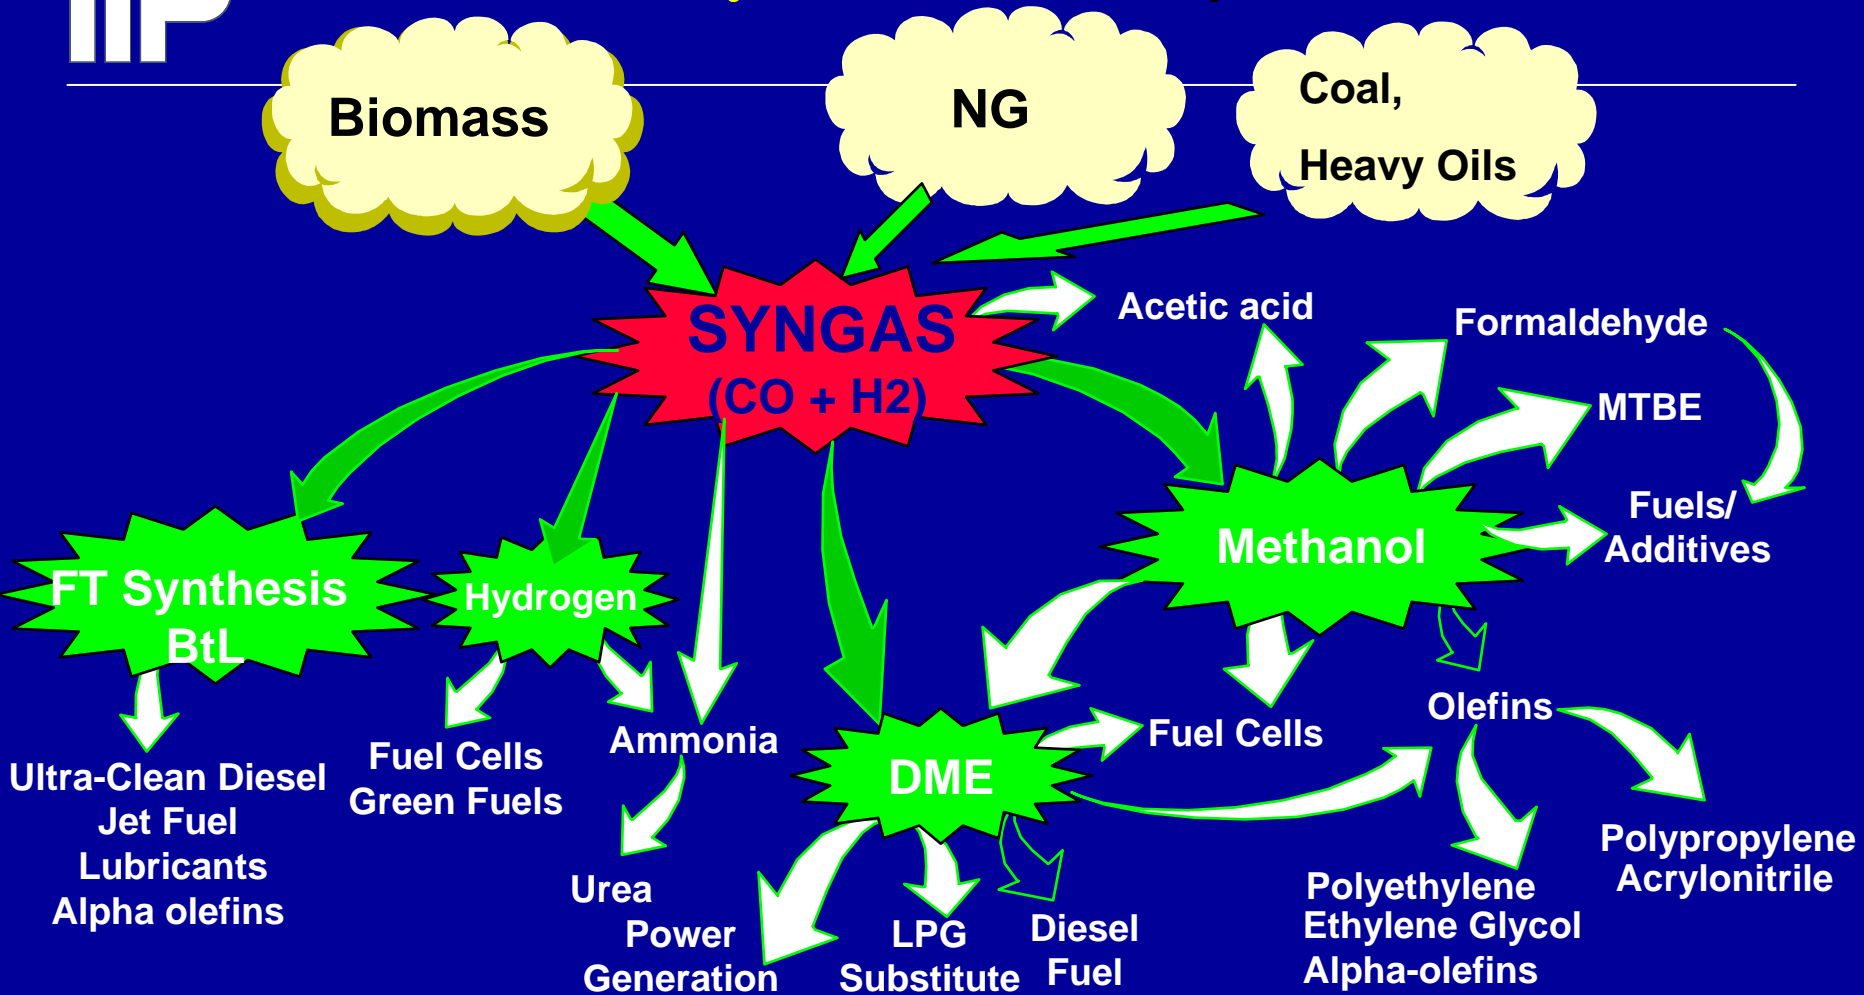 IIP
Biomass
NG
Coal,
Heavy Oils
SYNGAS
(CO + H2)
Acetic acid
Formaldehyde
MTBE
Fuels/
Additives
Methanol
FT Synthesis
BtL
Hydrogen
Olefins
Ammonia
Fuel Cells
DME
Fuel Cells
Green Fuels
Ultra-Clean Diesel
Jet Fuel
Lubricants
Alpha olefins
Urea
Power
Generation
LPG
Substitute
Diesel
Fuel
Polyethylene
Ethylene Glycol
Alpha-olefins
Polypropylene
Acrylonitrile